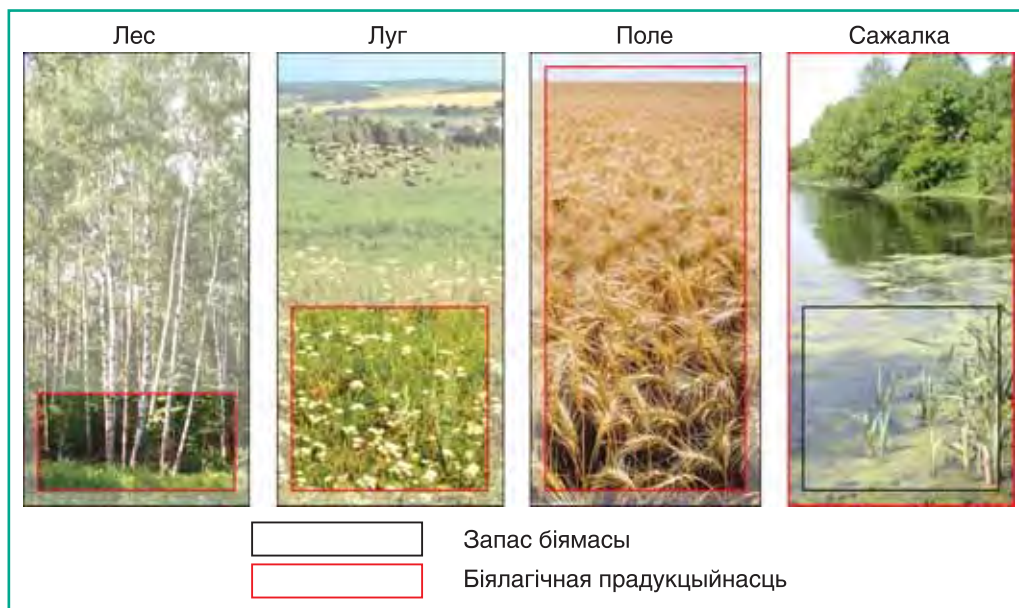 Лес
Луг
Поле
Сажалка
Запас біямасы
Біялагічная прадукцыйнасць